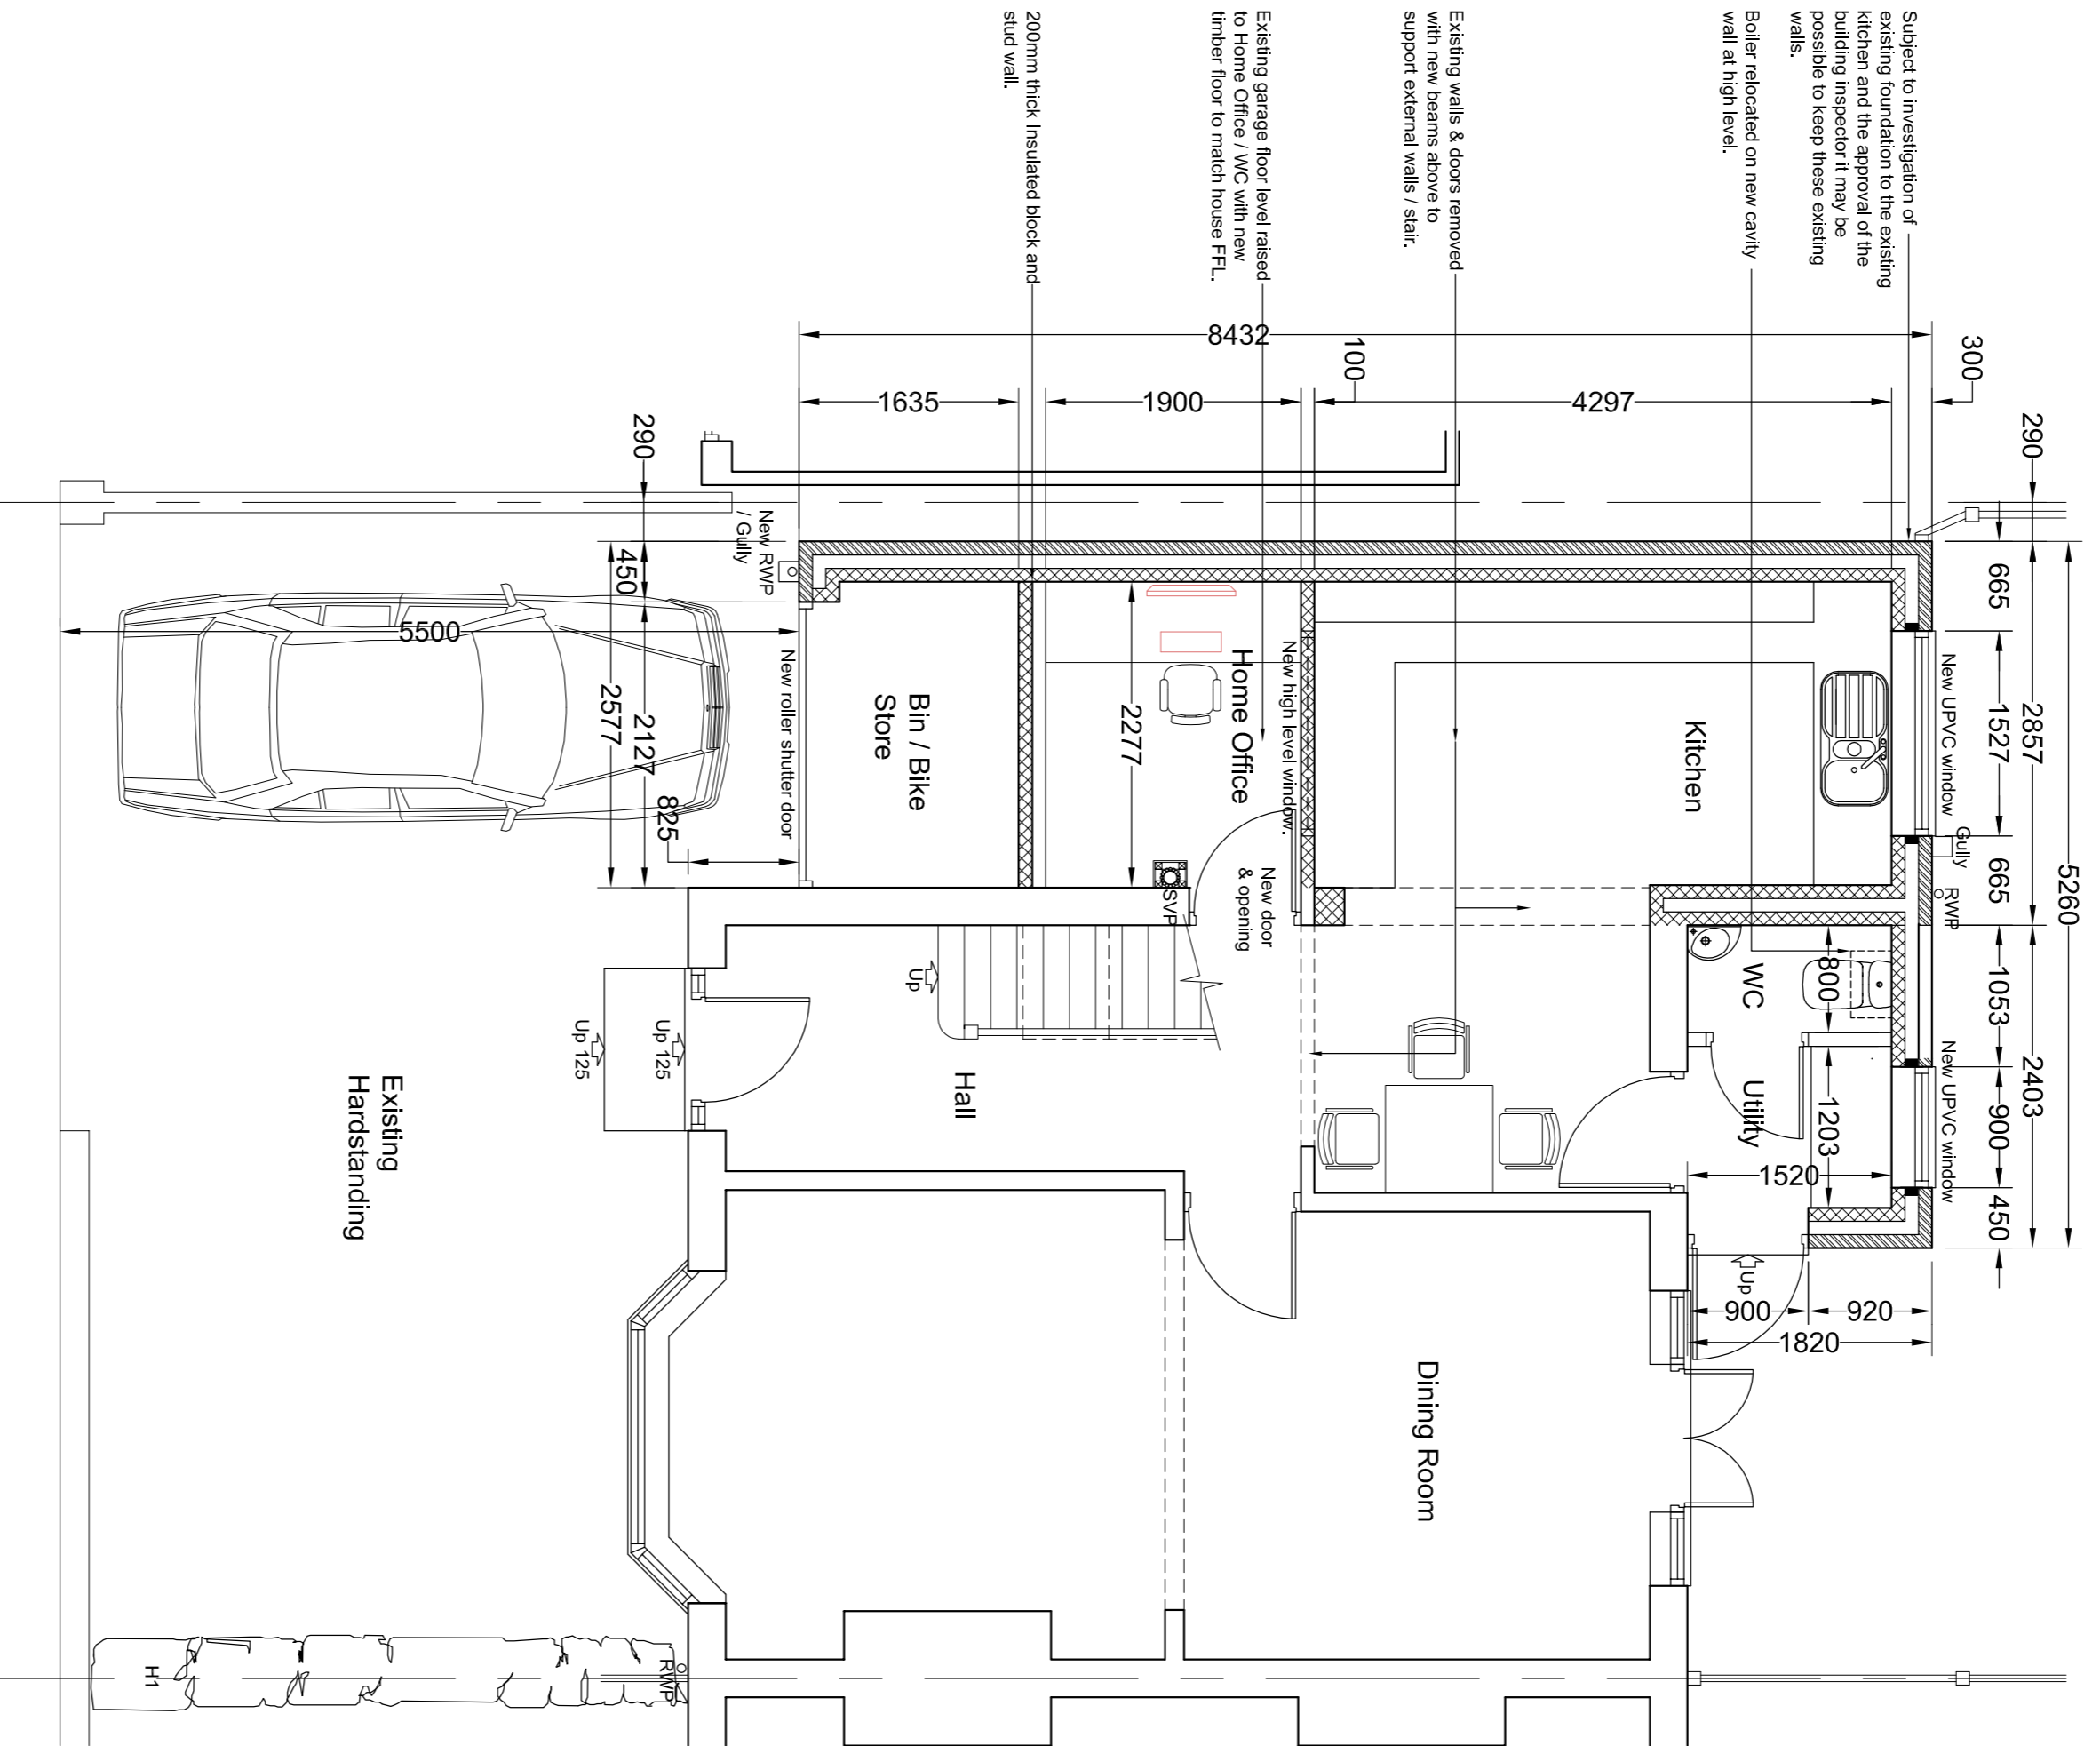 Subject to investigation of
existing foundation to the existing
kitchen and the approval of the
building inspector it may be
possible to keep these existing
walls.
Boiler relocated on new cavity
wall at high level.
Existing walls & doors removed
with new beams above to
support external walls / stair.
Existing garage floor level raised
to Home Office / WC with new
timber floor to match house FFL.
200mm thick Insulated block and
stud wall.
5260
290
2857
2403
665
1527
665
1053
900
450
300
New UPVC window
Gully
RWP
New UPVC window
8432
4297
100
1900
1635
Kitchen
WC
800
Utility
1203
1520
Up
900
920
1820
New high level window.
Home Office
New door
& opening
2277
SVP
Bin / Bike
Store
Up
Hall
Dining Room
New RWP
/ Gully
New roller shutter door
290
450
2127
2577
825
5500
Up 125
Up 125
Existing
Hardstanding
RWP
H1